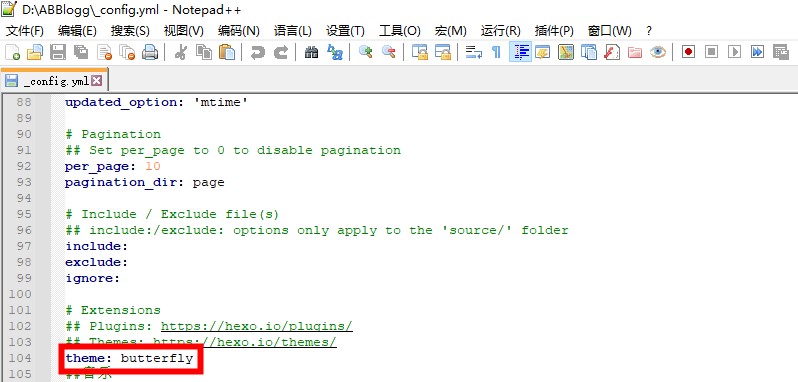 D:\ABBlogg\_config.yml - Notepad++
文件(F) 编辑(E) 搜索(S) 视图(V) 编码(N) 语言(L) 设置(T) 工具(O) 宏(M) 运行(R) 插件(P) 窗口(W) ?
_config.yml
88 updated_option: 'mtime'
89
90 # Pagination
91 ## Set per_page to 0 to disable pagination
92 per_page: 10
93 pagination_dir: page
94
95 # Include / Exclude file(s)
96 ## include:/exclude: options only apply to the 'source/' folder
97 include:
98 exclude:
99 ignore:
100
101 # Extensions
102 ## Plugins: https://hexo.io/plugins/
103 ## Themes: https://hexo.io/themes/
104 theme: butterfly
105 ##音乐